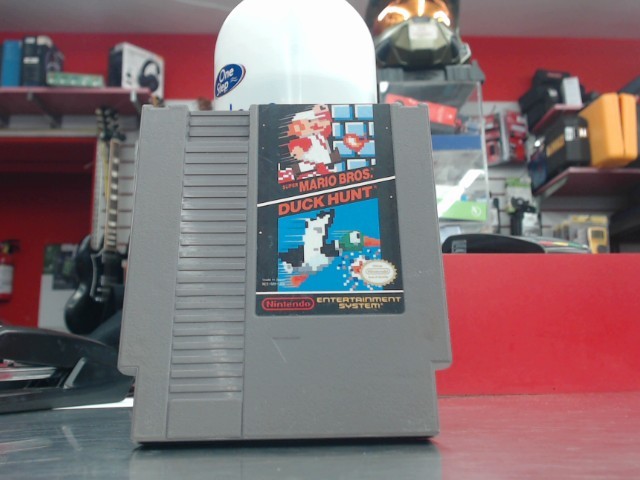 One
Step
SUPER MARIO BROS.
DUCK HUNT
Nintendo ENTERTAINMENT
SYSTEM